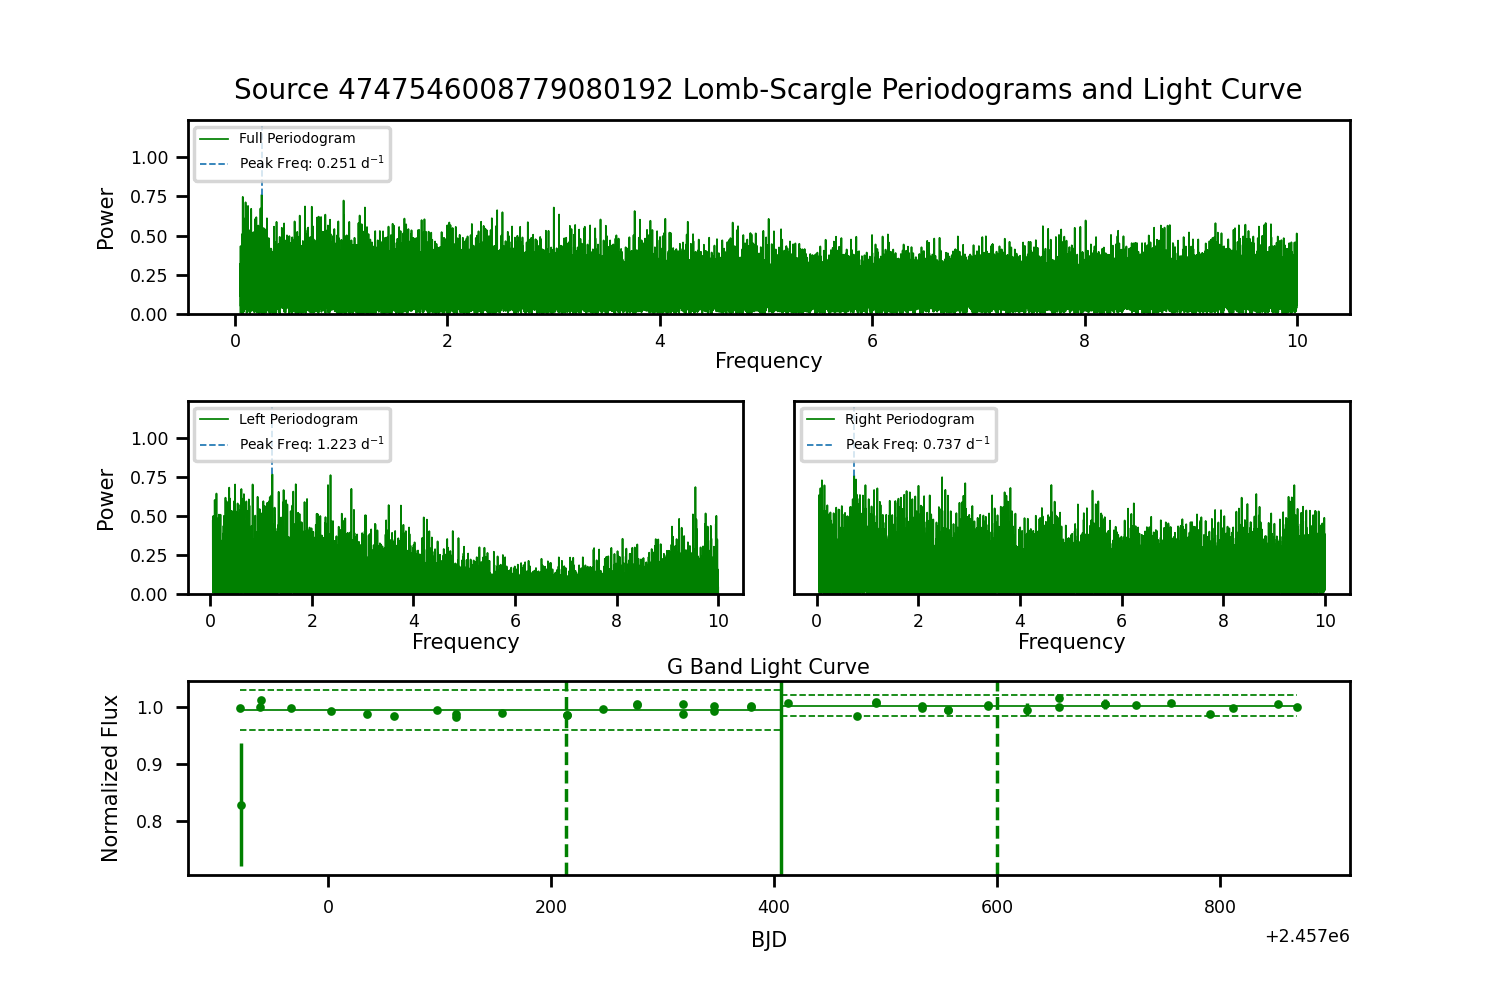 Source 4747546008779080192 Lomb-Scargle Periodograms and Light Curve
Full Periodogram
Peak Freq: 0.251 d⁻¹
Power
1.00
0.75
0.50
0.25
0.00
0 2 4 6 8 10
Frequency
Left Periodogram
Peak Freq: 1.223 d⁻¹
Power
1.00
0.75
0.50
0.25
0.00
0 2 4 6 8 10
Frequency
Right Periodogram
Peak Freq: 0.737 d⁻¹
0 2 4 6 8 10
Frequency
G Band Light Curve
Normalized Flux
1.0
0.9
0.8
0 200 400 600 800
BJD
+2.457e6